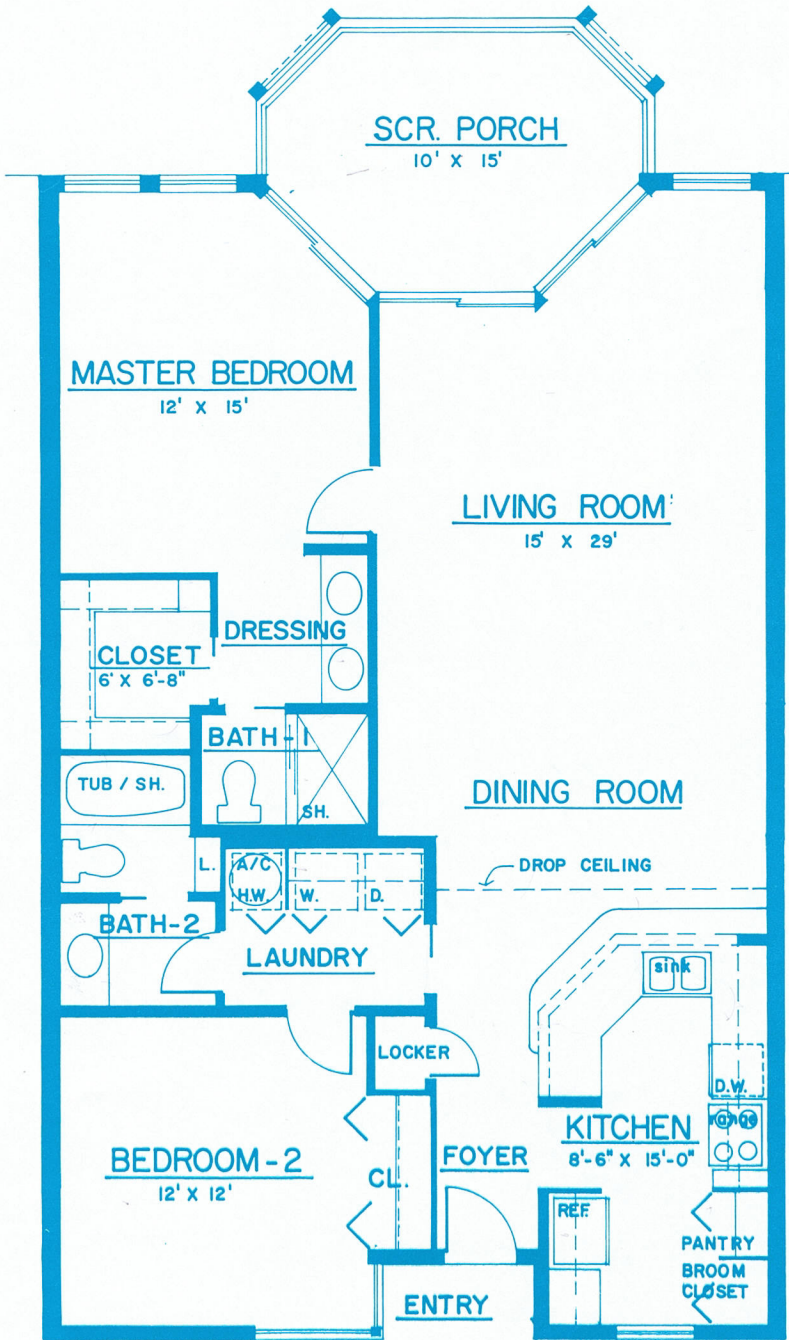 SCR. PORCH
10' X 15'
MASTER BEDROOM
12' X 15'
LIVING ROOM
15' X 29'
DRESSING
CLOSET
6' X 6'-8"
BATH-1
SH.
TUB / SH.
DINING ROOM
L.
A/C
H.W.
W.
D.
DROP CEILING
BATH-2
LAUNDRY
sink
LOCKER
D.W.
range
KITCHEN
8'-6" X 15'-0"
BEDROOM-2
12' X 12'
CL.
FOYER
REF.
PANTRY
BROOM
CLOSET
ENTRY